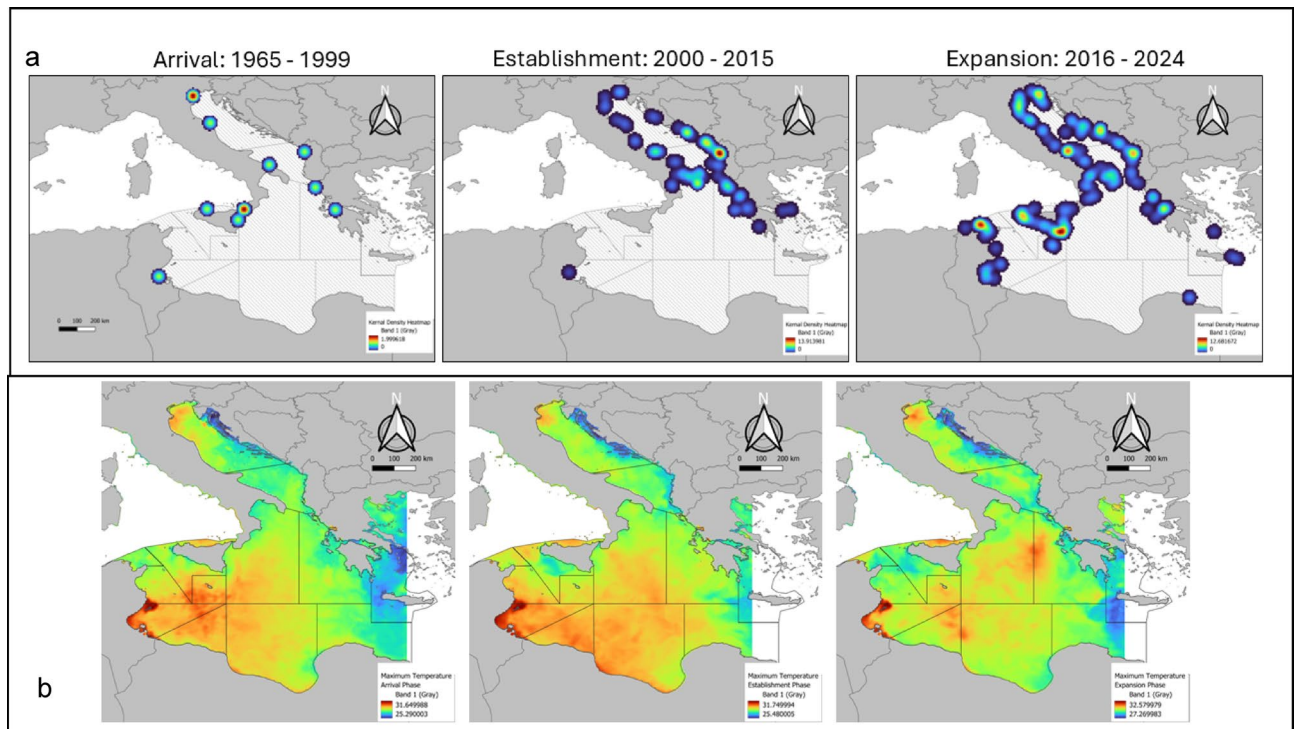 a
Arrival: 1965 - 1999
Establishment: 2000 - 2015
Expansion: 2016 - 2024
N
N
N
0 100 200 km
Kernal Density Heatmap
Band 1 (Gray)
1.999618
0
Kernal Density Heatmap
Band 1 (Gray)
13.913981
0
Kernal Density Heatmap
Band 1 (Gray)
12.681672
0
b
N
0 100 200 km
N
0 100 200 km
N
0 100 200 km
Maximum Temperature
Arrival Phase
Band 1 (Gray)
31.649988
25.290003
Maximum Temperature
Establishment Phase
Band 1 (Gray)
31.749994
25.480005
Maximum Temperature
Expansion Phase
Band 1 (Gray)
32.579979
27.269983